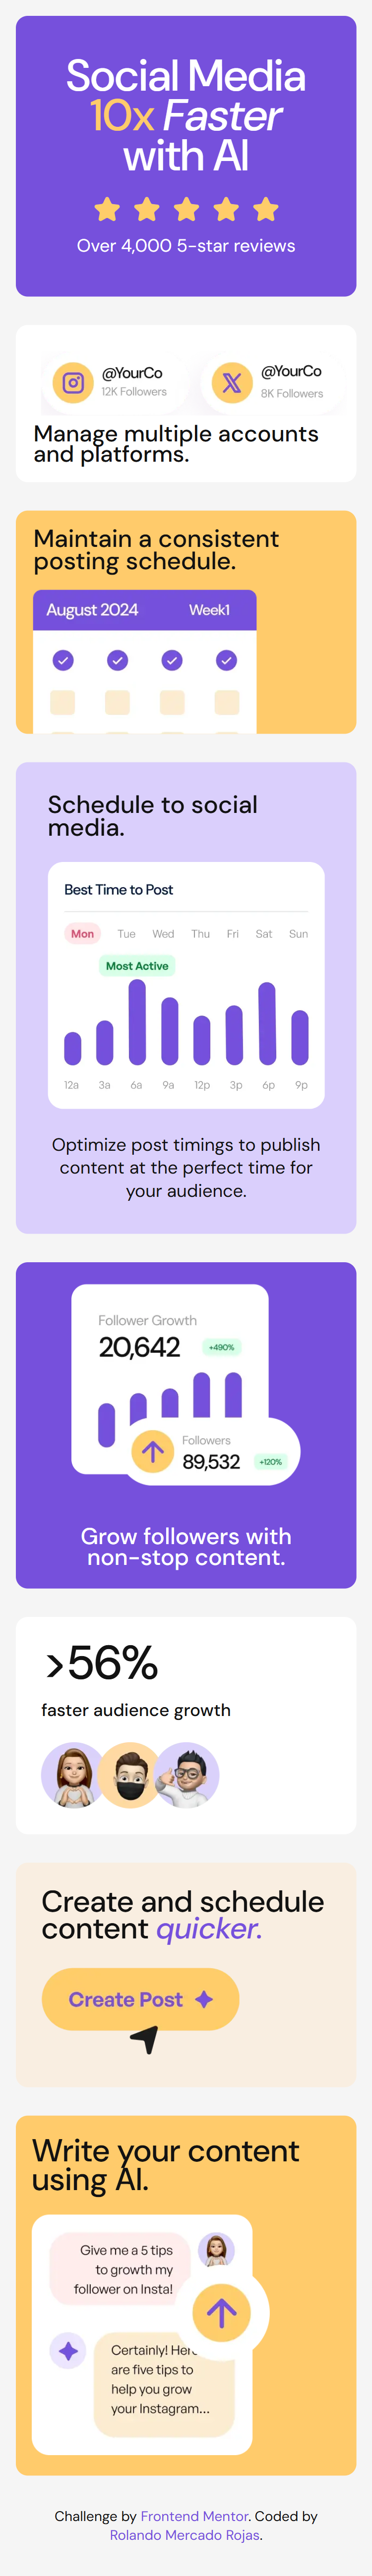 Social Media
10x Faster
with AI
Over 4,000 5-star reviews
@YourCo
12K Followers
@YourCo
8K Followers
Manage multiple accounts
and platforms.
Maintain a consistent
posting schedule.
August 2024 Week1
Schedule to social
media.
Best Time to Post
Mon Tue Wed Thu Fri Sat Sun
Most Active
12a 3a 6a 9a 12p 3p 6p 9p
Optimize post timings to publish
content at the perfect time for
your audience.
Follower Growth
20,642 +490%
Followers
89,532 +120%
Grow followers with
non-stop content.
>56%
faster audience growth
Create and schedule
content quicker.
Create Post
Write your content
using AI.
Give me a 5 tips
to growth my
follower on Insta!
Certainly! Here
are five tips to
help you grow
your Instagram...
Challenge by Frontend Mentor. Coded by
Rolando Mercado Rojas.